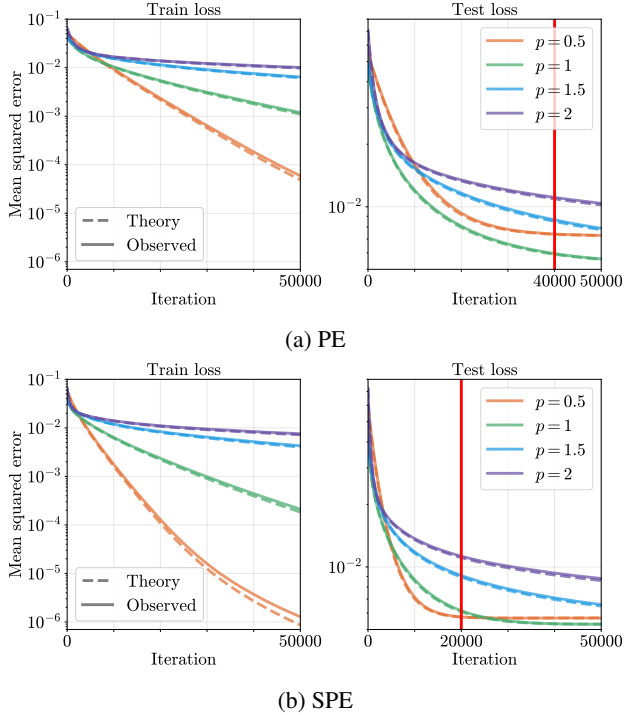 Train loss
Test loss
Mean squared error
10⁻¹
10⁻²
10⁻³
10⁻⁴
10⁻⁵
10⁻⁶
Theory
Observed
0
50000
Iteration
10⁻²
p = 0.5
p = 1
p = 1.5
p = 2
0
20000
40000
50000
Iteration
(a) PE
Train loss
Test loss
Mean squared error
10⁻¹
10⁻²
10⁻³
10⁻⁴
10⁻⁵
10⁻⁶
Theory
Observed
0
50000
Iteration
10⁻²
p = 0.5
p = 1
p = 1.5
p = 2
0
20000
40000
50000
Iteration
(b) SPE